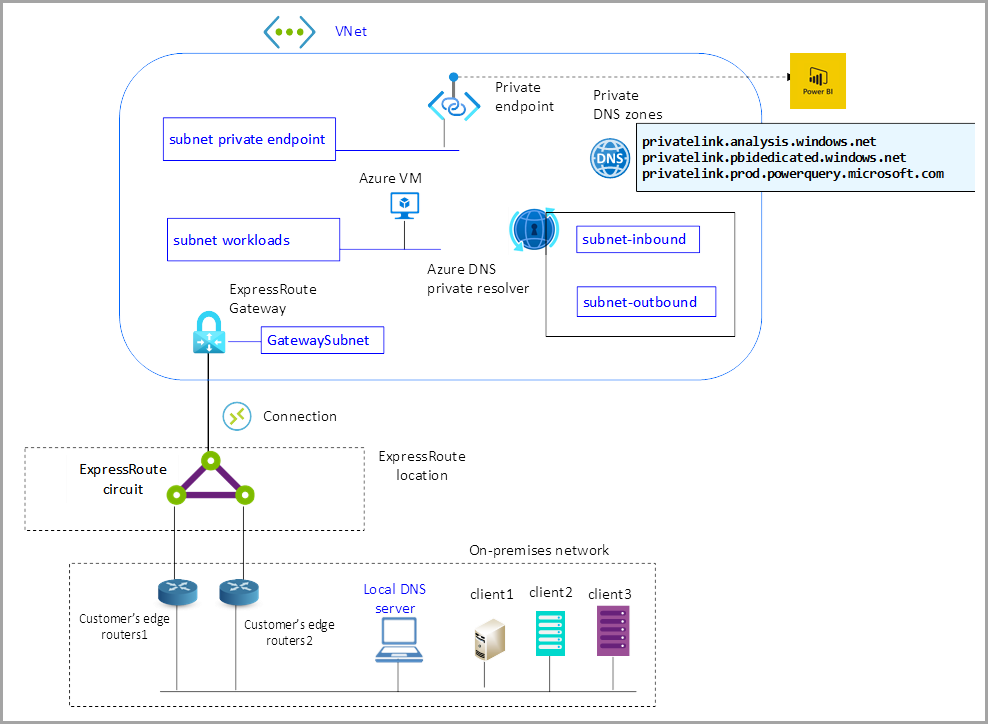 VNet
Private
endpoint
Power BI
Private
DNS zones
privatelink.analysis.windows.net
privatelink.pbidedicated.windows.net
privatelink.prod.powerquery.microsoft.com
DNS
subnet private endpoint
Azure VM
subnet workloads
subnet-inbound
Azure DNS
private resolver
subnet-outbound
ExpressRoute
Gateway
GatewaySubnet
Connection
ExpressRoute
circuit
ExpressRoute
location
On-premises network
Customer's edge
routers1
Customer's edge
routers2
Local DNS
server
client1
client2
client3